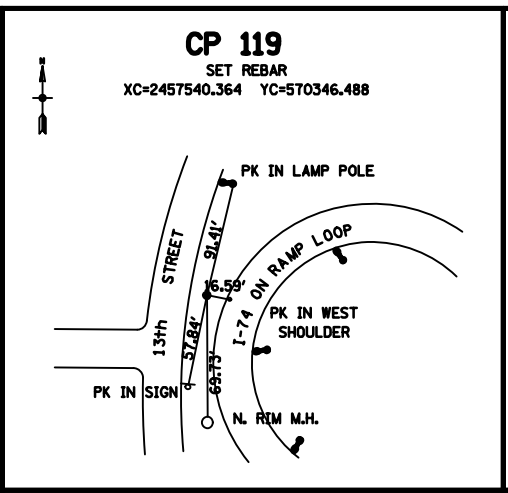 CP 119
SET REBAR
XC=2457540.364 YC=570346.488
N
PK IN LAMP POLE
91.41'
13th STREET
I-74 ON RAMP LOOP
16.59'
PK IN WEST
SHOULDER
57.84'
69.73'
PK IN SIGN
N. RIM M.H.